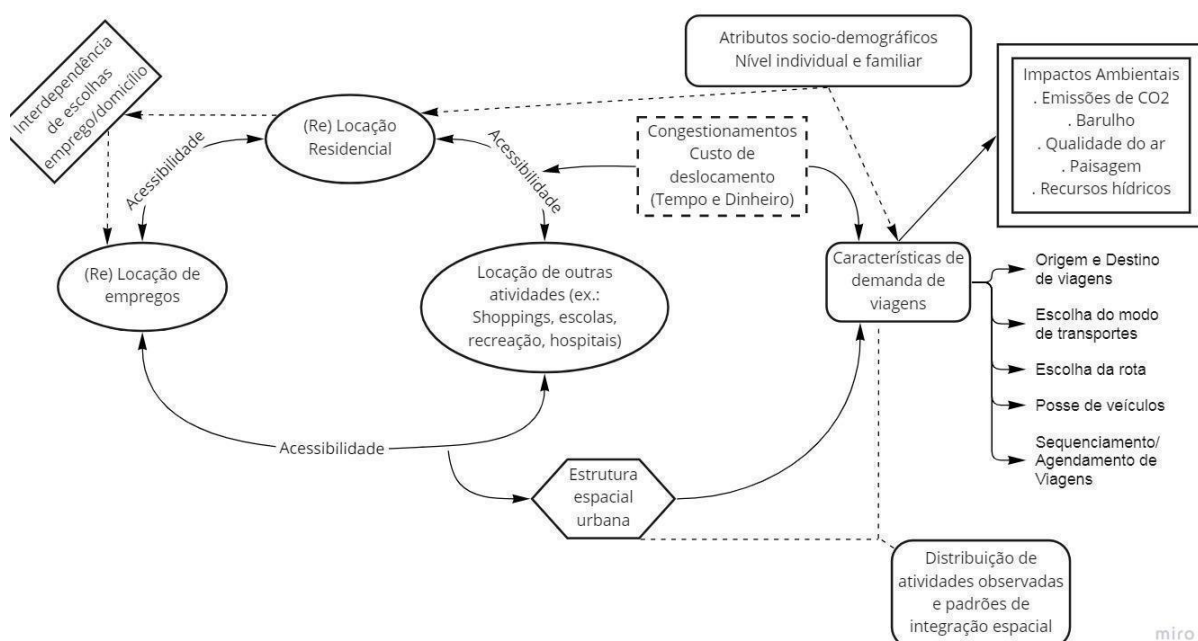 Interdependência
de escolhas
emprego/domicílio
Atributos socio-demográficos
Nível individual e familiar
Impactos Ambientais
. Emissões de CO2
. Barulho
. Qualidade do ar
. Paisagem
. Recursos hídricos
(Re) Locação
Residencial
Acessibilidade
Acessibilidade
Congestionamentos
Custo de
deslocamento
(Tempo e Dinheiro)
(Re) Locação de
empregos
Locação de outras
atividades (ex.:
Shoppings, escolas,
recreação, hospitais)
Características de
demanda de
viagens
Origem e Destino
de viagens
Escolha do modo
de transportes
Escolha da rota
Posse de veículos
Sequenciamento/
Agendamento de
Viagens
Acessibilidade
Estrutura
espacial
urbana
Distribuição de
atividades observadas
e padrões de
integração espacial
miro